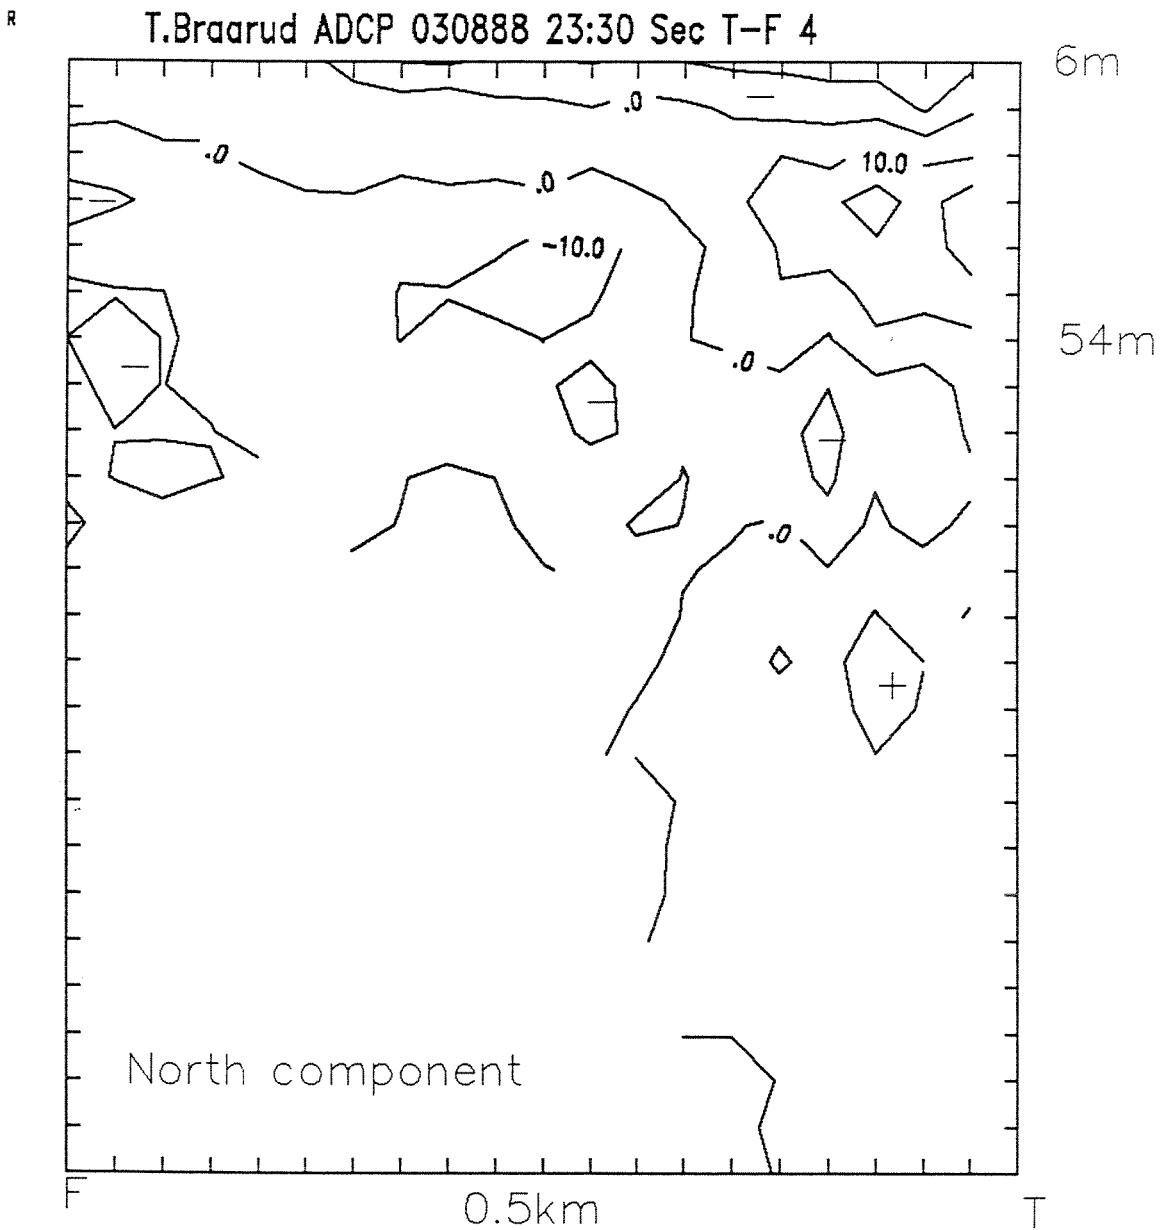 R
T.Braarud ADCP 030888 23:30 Sec T-F 4
6m
.0
.0
.0
10.0
-10.0
54m
.0
.0
North component
F
0.5km
T